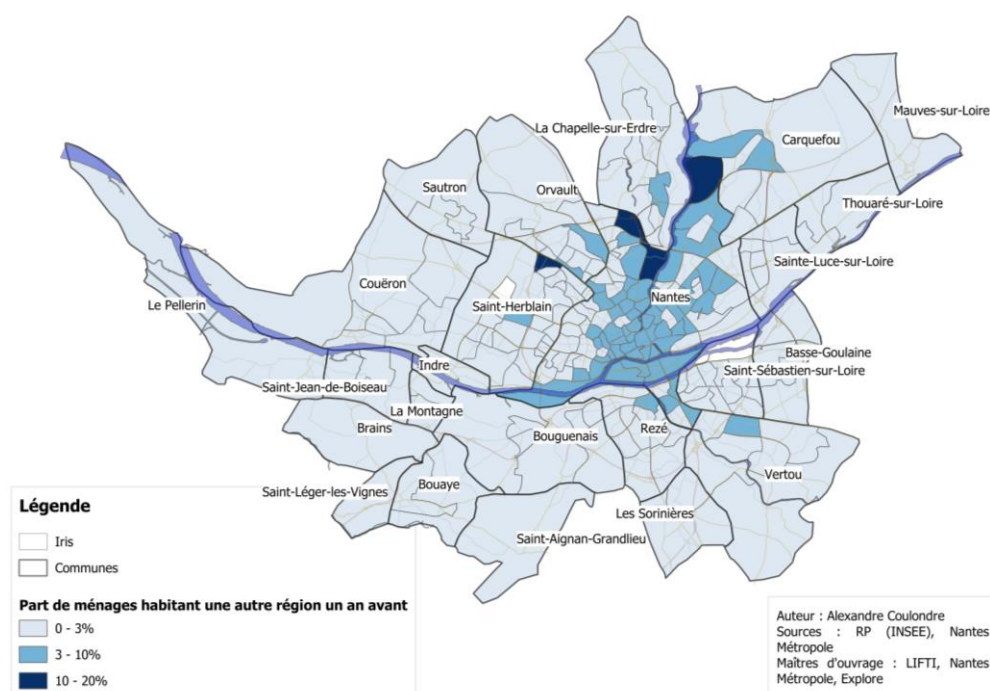 Mauves-sur-Loire
La Chapelle-sur-Erdre
Carquefou
Sautron
Orvault
Thouaré-sur-Loire
Sainte-Luce-sur-Loire
Couëron
Nantes
Le Pellerin
Saint-Herblain
Basse-Goulaine
Indre
Saint-Sébastien-sur-Loire
Saint-Jean-de-Boiseau
La Montagne
Brains
Rezé
Bouguenais
Vertou
Saint-Léger-les-Vignes
Bouaye
Les Sorinières
Saint-Aignan-Grandlieu
Légende
Iris
Communes
Part de ménages habitant une autre région un an avant
0 - 3%
3 - 10%
10 - 20%
Auteur : Alexandre Coulondre
Sources : RP (INSEE), Nantes
Métropole
Maîtres d'ouvrage : LIFTI, Nantes
Métropole, Explore